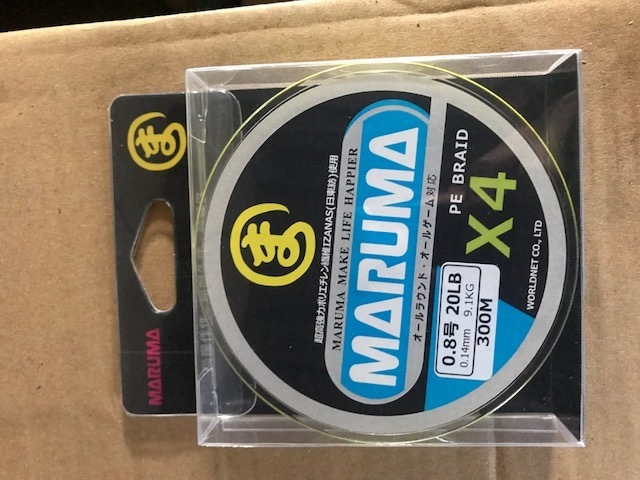 ま
MARUMA
ま
超高強力ポリエチレン繊維IZANAS(日東紡)使用
MARUMA MAKE LIFE HAPPIER
MARUMA
オールラウンド・オールゲーム対応
PE BRAID
X4
0.8号 20LB
0.14mm 9.1KG
300M
WORLDNET CO., LTD